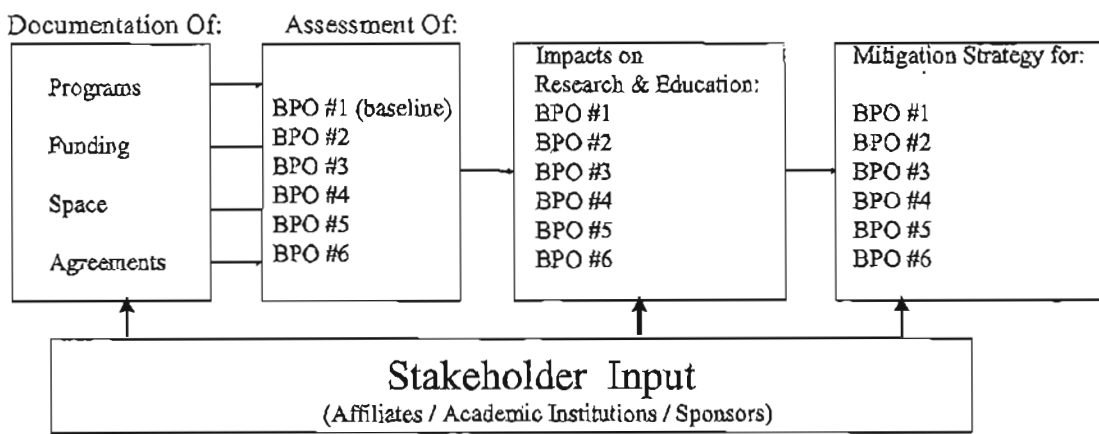 Documentation Of:
Programs
Funding
Space
Agreements
Assessment Of:
BPO #1 (baseline)
BPO #2
BPO #3
BPO #4
BPO #5
BPO #6
Impacts on
Research & Education:
BPO #1
BPO #2
BPO #3
BPO #4
BPO #5
BPO #6
Mitigation Strategy for:
BPO #1
BPO #2
BPO #3
BPO #4
BPO #5
BPO #6
Stakeholder Input
(Affiliates / Academic Institutions / Sponsors)